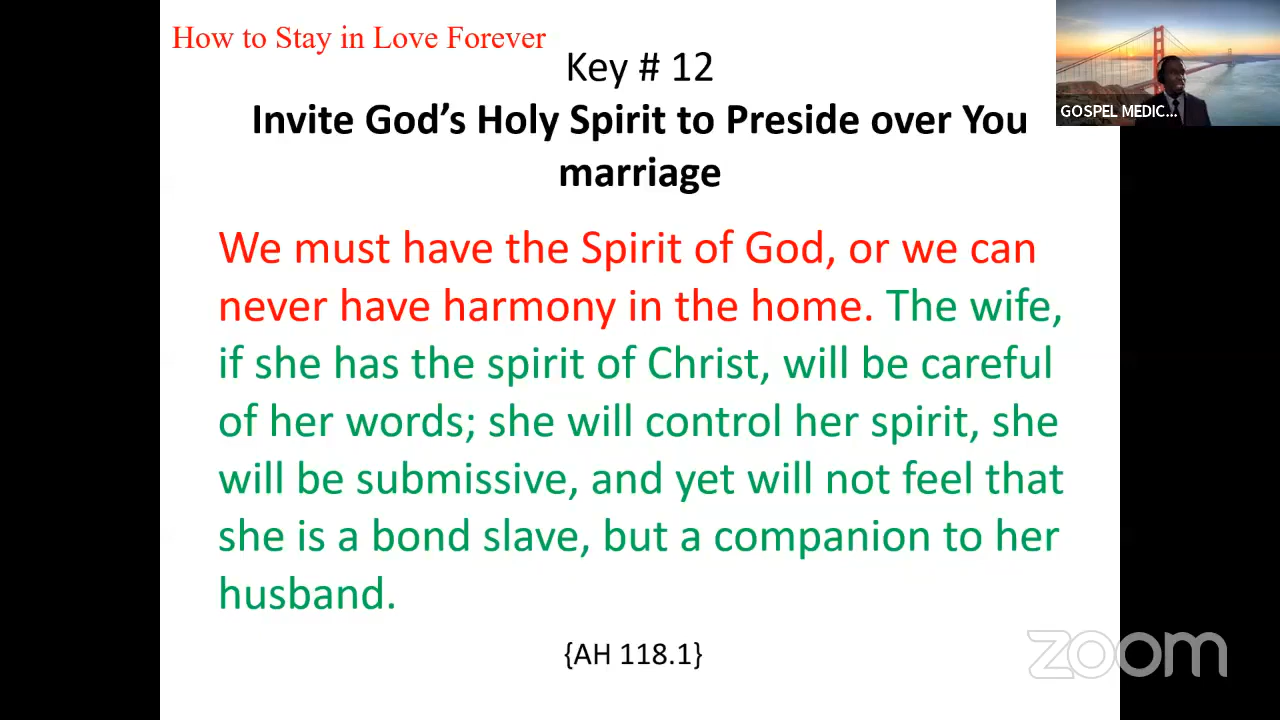 How to Stay in Love Forever
Key # 12
Invite God’s Holy Spirit to Preside over You
marriage
We must have the Spirit of God, or we can
never have harmony in the home. The wife,
if she has the spirit of Christ, will be careful
of her words; she will control her spirit, she
will be submissive, and yet will not feel that
she is a bond slave, but a companion to her
husband.
{AH 118.1}
GOSPEL MEDIC...
zoom